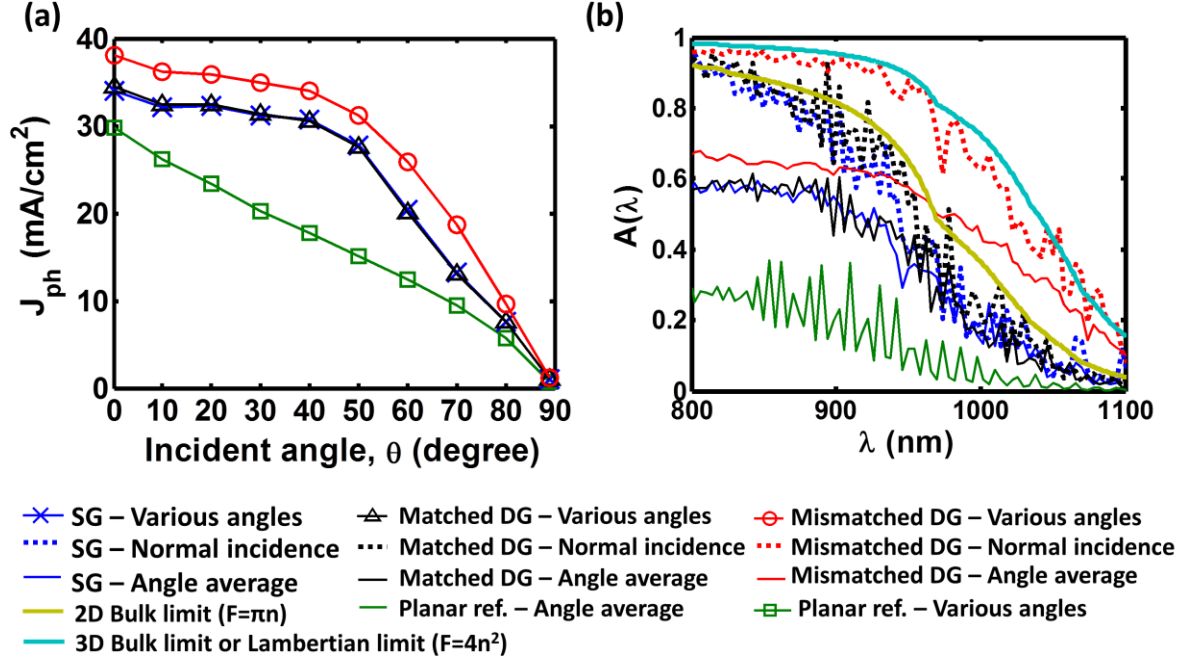 (a)
40
30
20
10
0
J_ph (mA/cm²)
0 10 20 30 40 50 60 70 80 90
Incident angle, θ (degree)
(b)
1
0.8
0.6
0.4
0.2
0
A(λ)
800 900 1000 1100
λ (nm)
SG – Various angles
SG – Normal incidence
SG – Angle average
2D Bulk limit (F=πn)
3D Bulk limit or Lambertian limit (F=4n²)
Matched DG – Various angles
Matched DG – Normal incidence
Matched DG – Angle average
Planar ref. – Angle average
Mismatched DG – Various angles
Mismatched DG – Normal incidence
Mismatched DG – Angle average
Planar ref. – Various angles